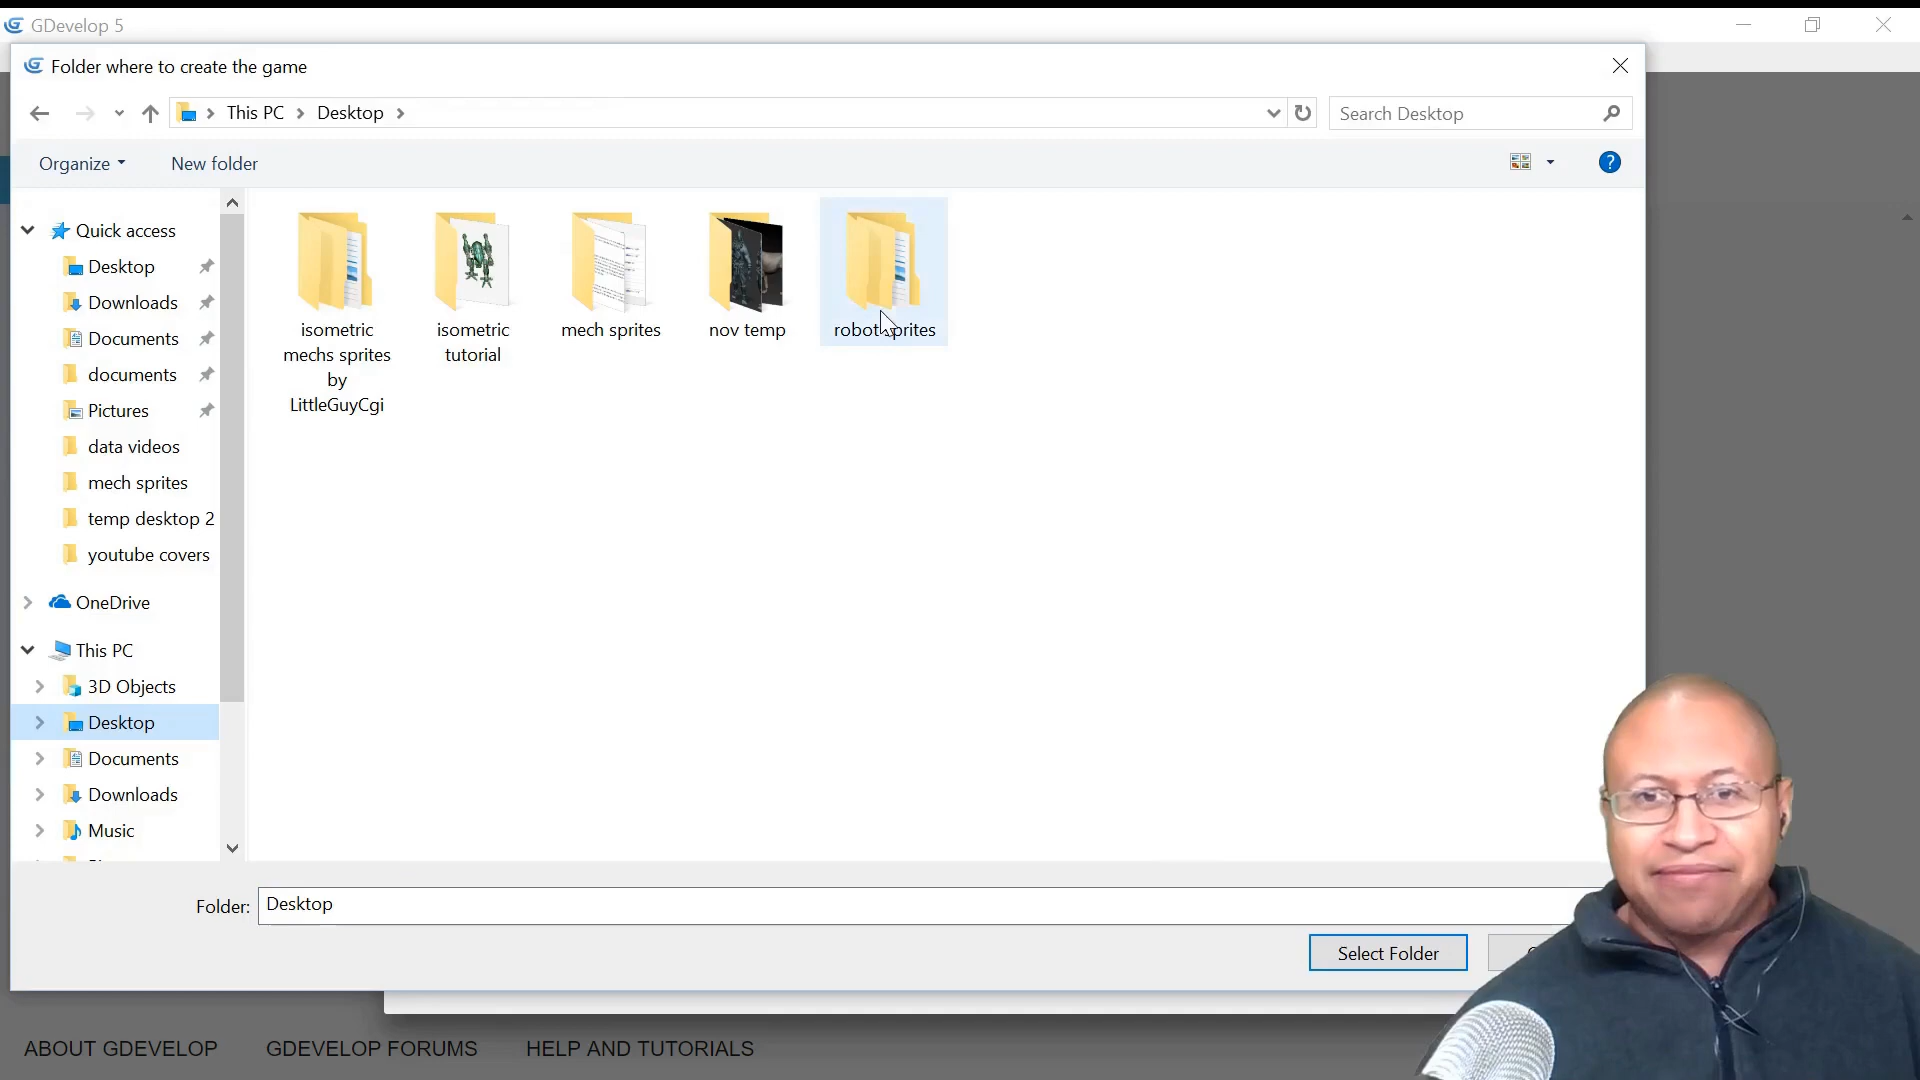 GDevelop 5
Folder where to create the game
This PC
Desktop
Search Desktop
Organize
New folder
Quick access
Desktop
Downloads
Documents
documents
Pictures
data videos
mech sprites
temp desktop 2
youtube covers
OneDrive
This PC
3D Objects
Desktop
Documents
Downloads
Music
isometric
mechs sprites
by
LittleGuyCgi
isometric
tutorial
mech sprites
nov temp
robot sprites
Folder:
Desktop
Select Folder
ABOUT GDEVELOP
GDEVELOP FORUMS
HELP AND TUTORIALS